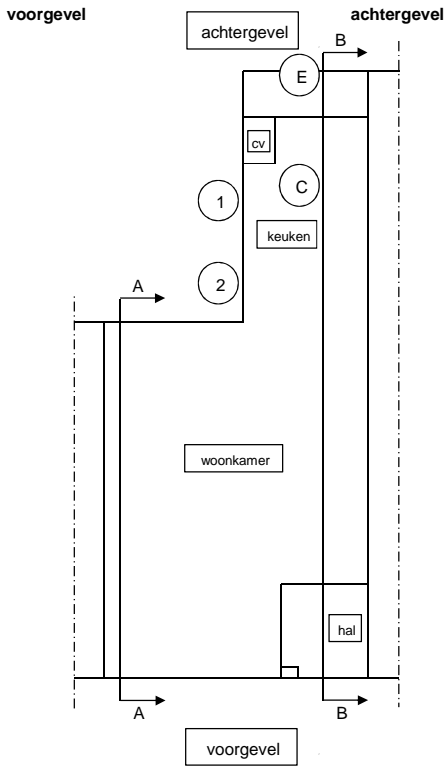 voorgevel
achtergevel
achtergevel
B
E
cv
C
1
keuken
2
A
woonkamer
hal
A
B
voorgevel